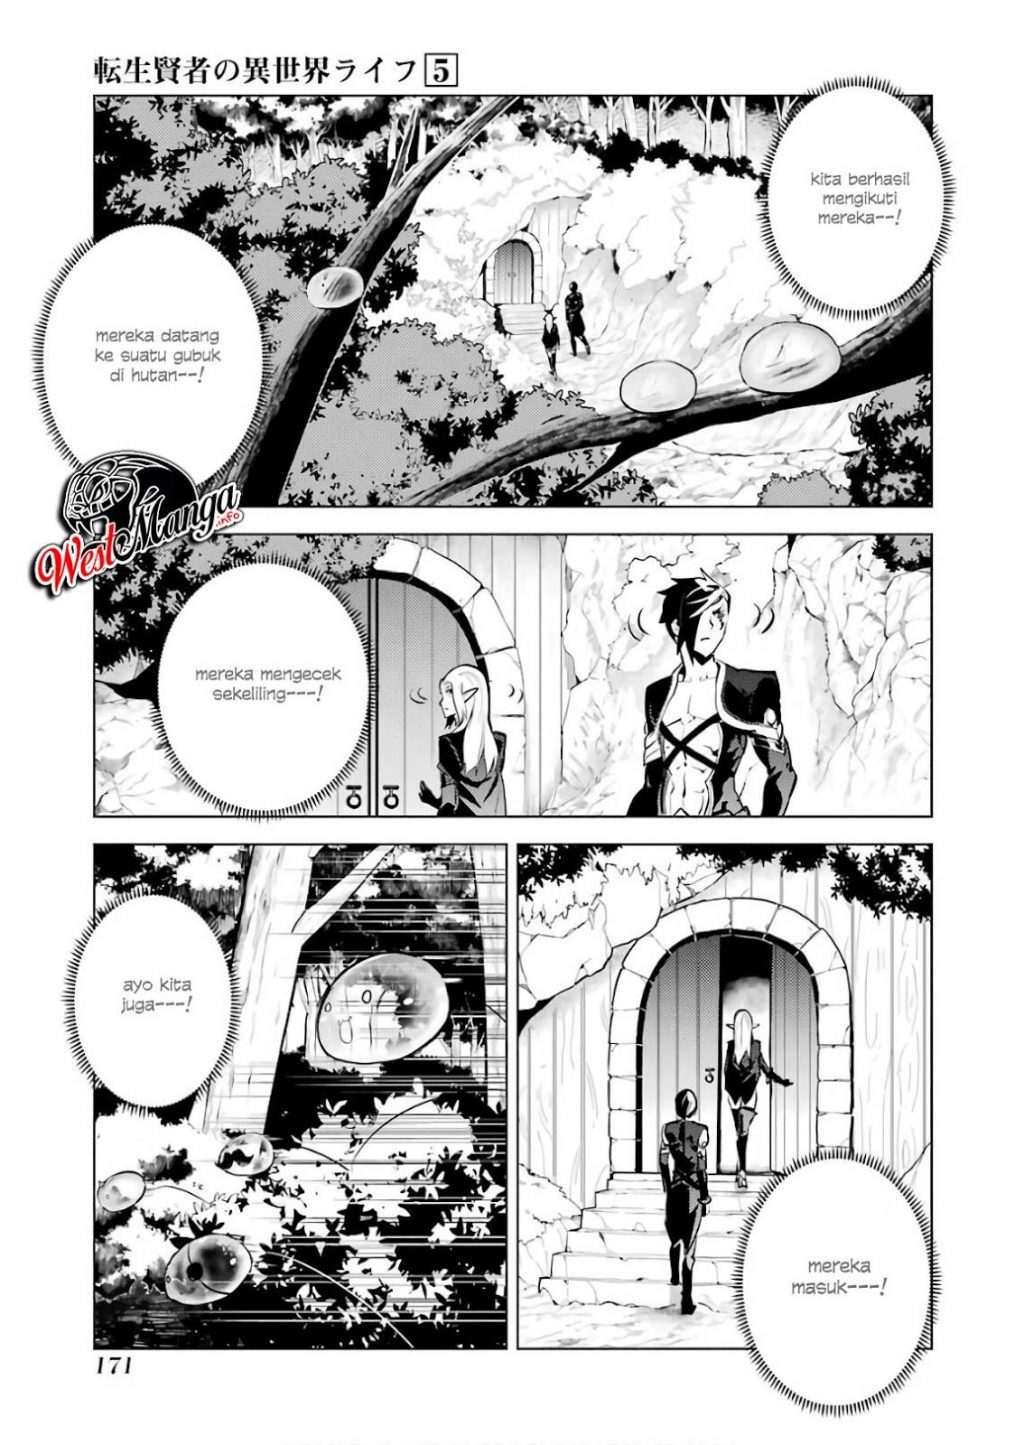 転生賢者の異世界ライフ 5
kita berhasil
mengikuti
mereka--!
mereka datang
ke suatu gubuk
di hutan--!
WestManga
.info
mereka mengecek
sekeliling---!
mereka
masuk---!
ayo kita
juga---!
171